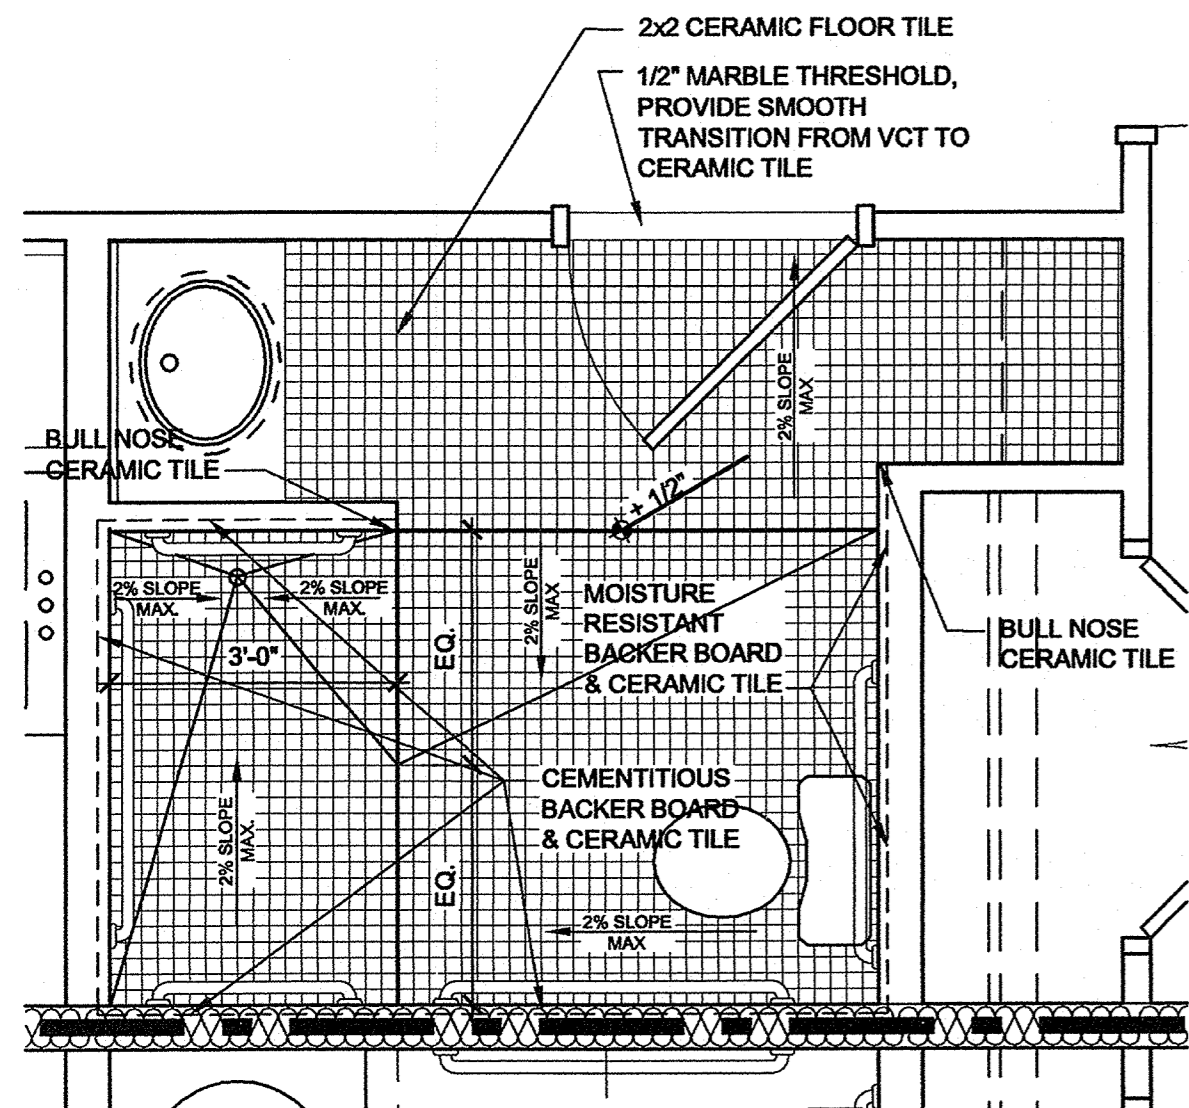 2x2 CERAMIC FLOOR TILE
1/2" MARBLE THRESHOLD,
PROVIDE SMOOTH
TRANSITION FROM VCT TO
CERAMIC TILE
2% SLOPE
MAX
BULL NOSE
CERAMIC TILE
+ 1/2"
2% SLOPE
MAX.
2% SLOPE
MAX.
2% SLOPE
MAX
MOISTURE
RESISTANT
BACKER BOARD
& CERAMIC TILE
BULL NOSE
CERAMIC TILE
3'-0"
EQ.
CEMENTITIOUS
BACKER BOARD
& CERAMIC TILE
2% SLOPE
MAX.
EQ.
2% SLOPE
MAX